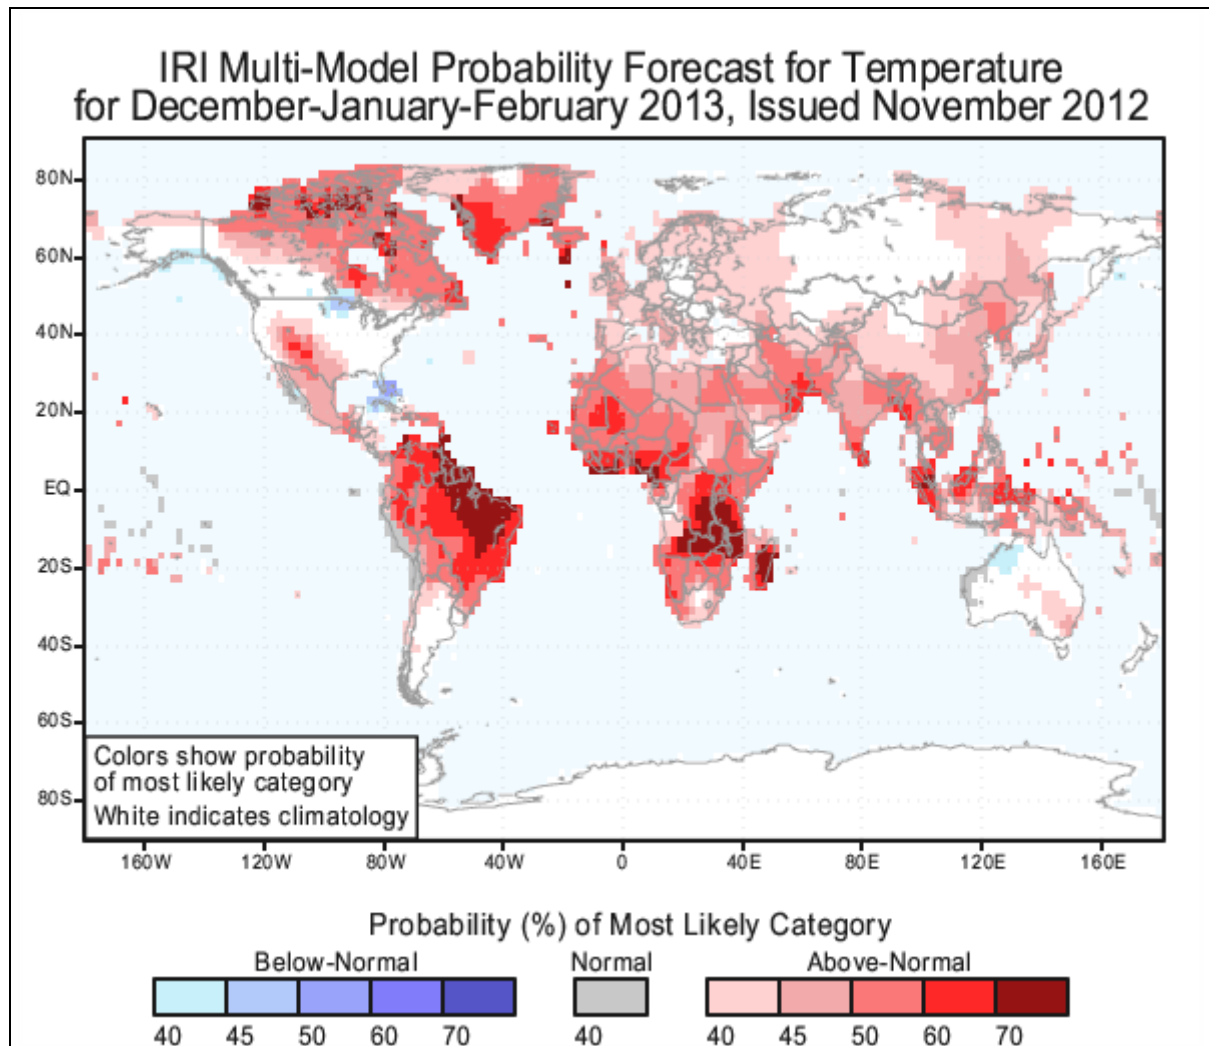 IRI Multi-Model Probability Forecast for Temperature
for December-January-February 2013, Issued November 2012
80N
60N
40N
20N
EQ
20S
40S
60S
80S
Colors show probability
of most likely category
White indicates climatology
160W 120W 80W 40W 0 40E 80E 120E 160E
Probability (%) of Most Likely Category
Below-Normal Normal Above-Normal
40 45 50 60 70 40 40 45 50 60 70